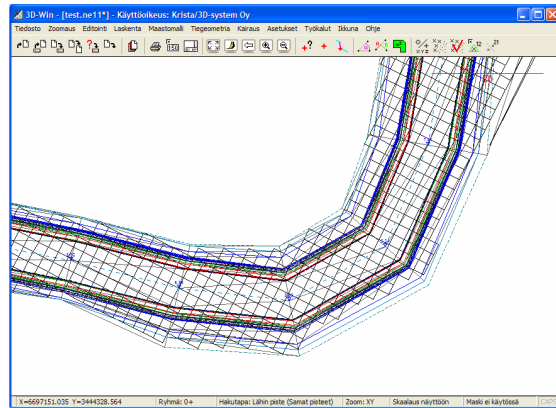 3D-Win - [test.ne11*] - Käyttöoikeus: Krista/3D-system Oy
Tiedosto Zoomaus Editointi Laskenta Maastomalli Tiegeometria Kairaus Asetukset Työkalut Ikkuna Ohje
X=6697151.035 Y=3444328.564 Ryhmä: 0+ Hakutapa: Lähin piste (Samat pisteet) Zoom: XY Skaalaus näyttöön Maski ei käytössä CAPS